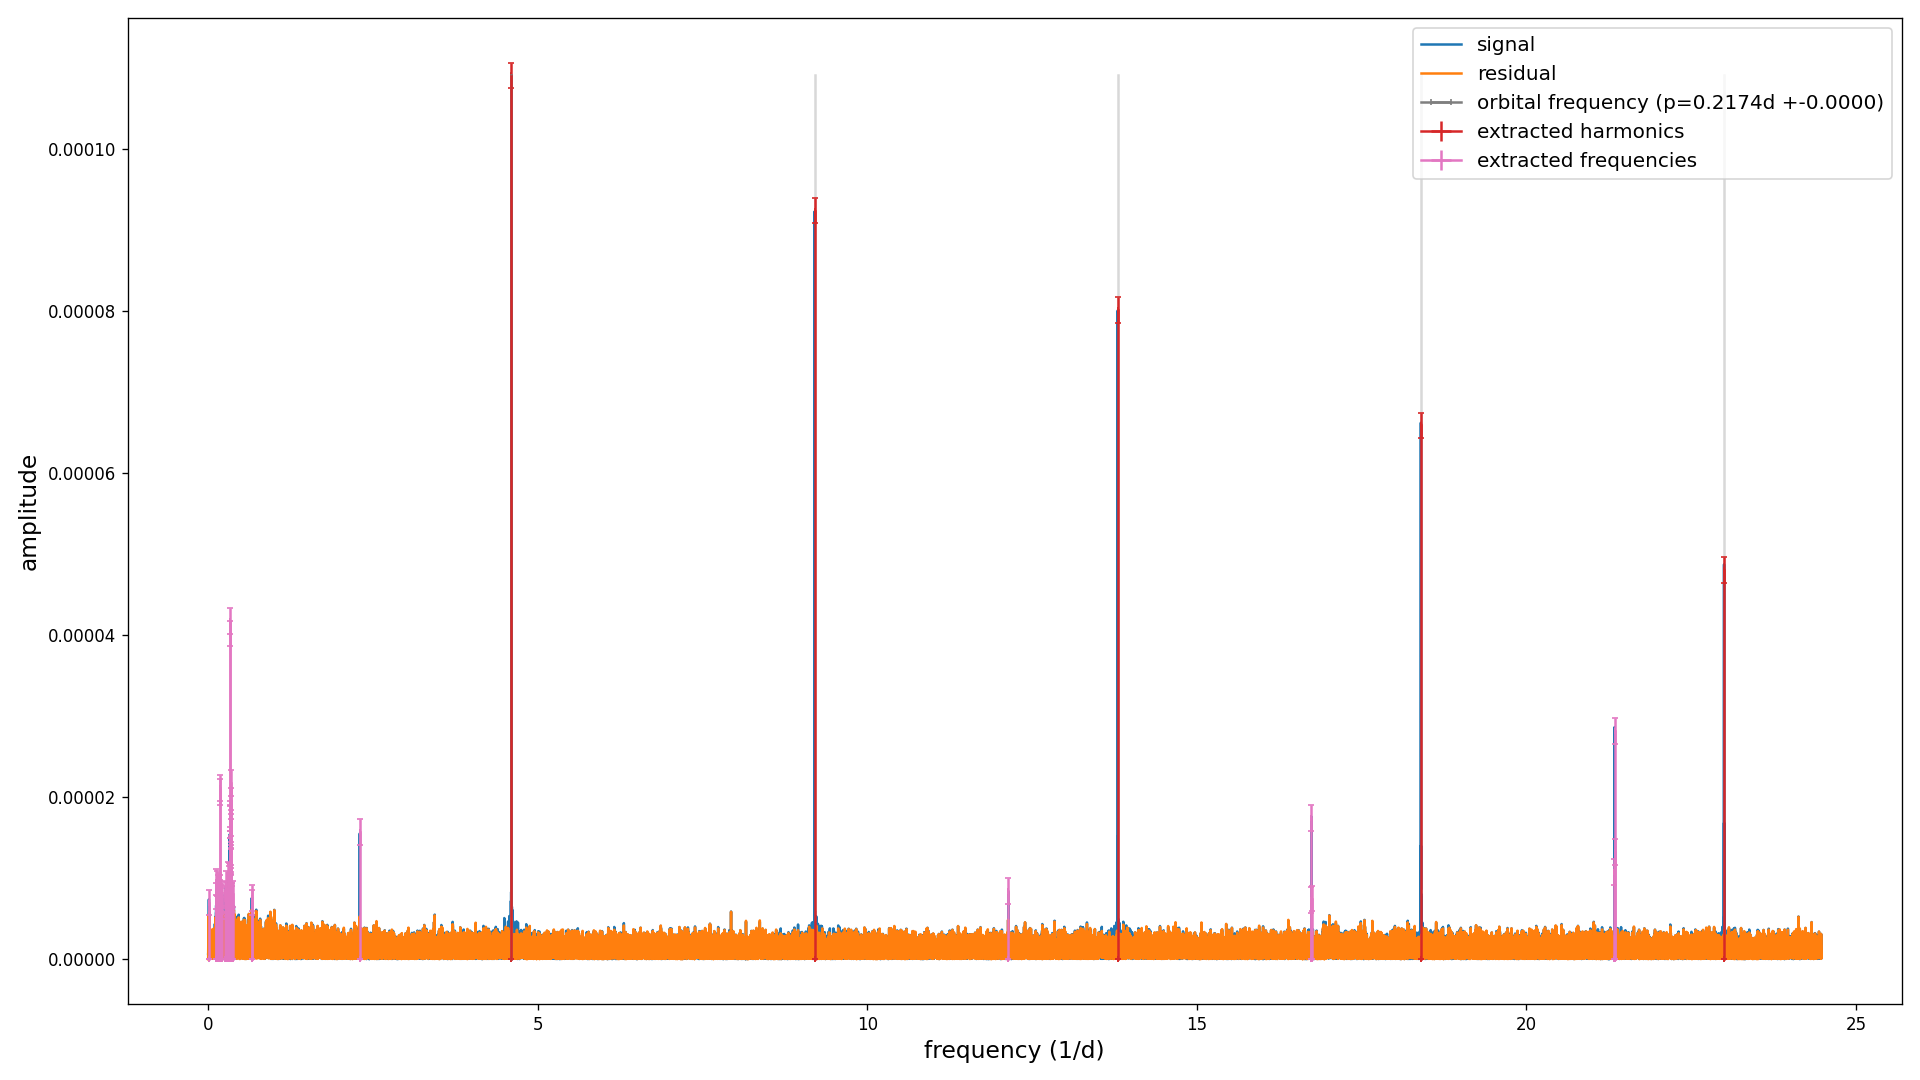 signal
residual
orbital frequency (p=0.2174d +-0.0000)
extracted harmonics
extracted frequencies
amplitude
0.00010
0.00008
0.00006
0.00004
0.00002
0.00000
0 5 10 15 20 25
frequency (1/d)